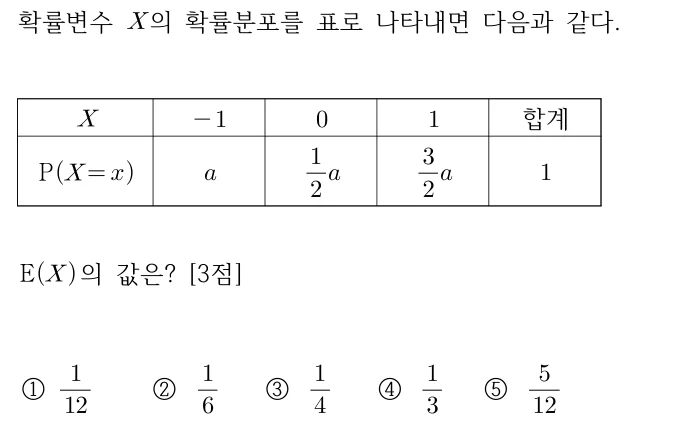 확률변수 X의 확률분포를 표로 나타내면 다음과 같다.
X −1 0 1 합계
P(X=x) a 1/2 a 3/2 a 1
E(X)의 값은? [3점]
① 1/12 ② 1/6 ③ 1/4 ④ 1/3 ⑤ 5/12